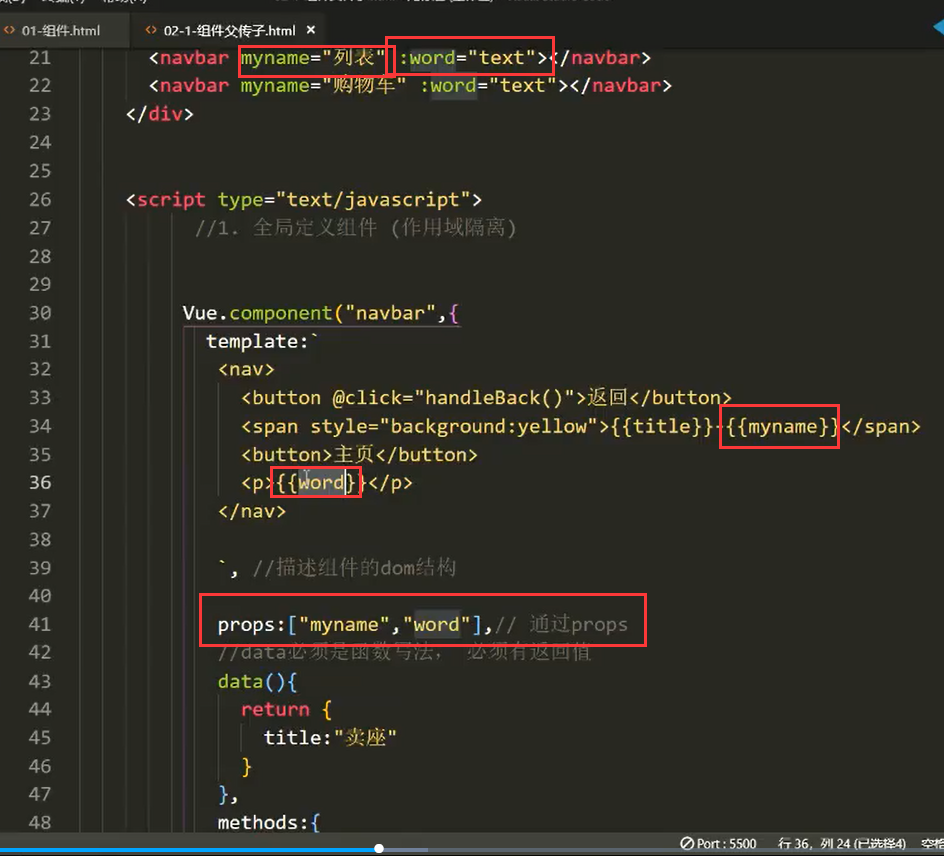 01-组件.html
02-1-组件父传子.html ×
21 <navbar myname="列表" :word="text"></navbar>
22 <navbar myname="购物车" :word="text"></navbar>
23 </div>
24
25
26 <script type="text/javascript">
27 //1. 全局定义组件 (作用域隔离)
28
29
30 Vue.component("navbar",{
31 template:`
32 <nav>
33 <button @click="handleBack()">返回</button>
34 <span style="background:yellow">{{title}}-{{myname}}</span>
35 <button>主页</button>
36 <p>{{word}}</p>
37 </nav>
38
39 `, //描述组件的dom结构
40
41 props:["myname","word"],// 通过props
42 //data必须是函数写法， 必须有返回值
43 data(){
44 return {
45 title:"卖座"
46 }
47 },
48 methods:{
Port : 5500 行 36，列 24 (已选择4)